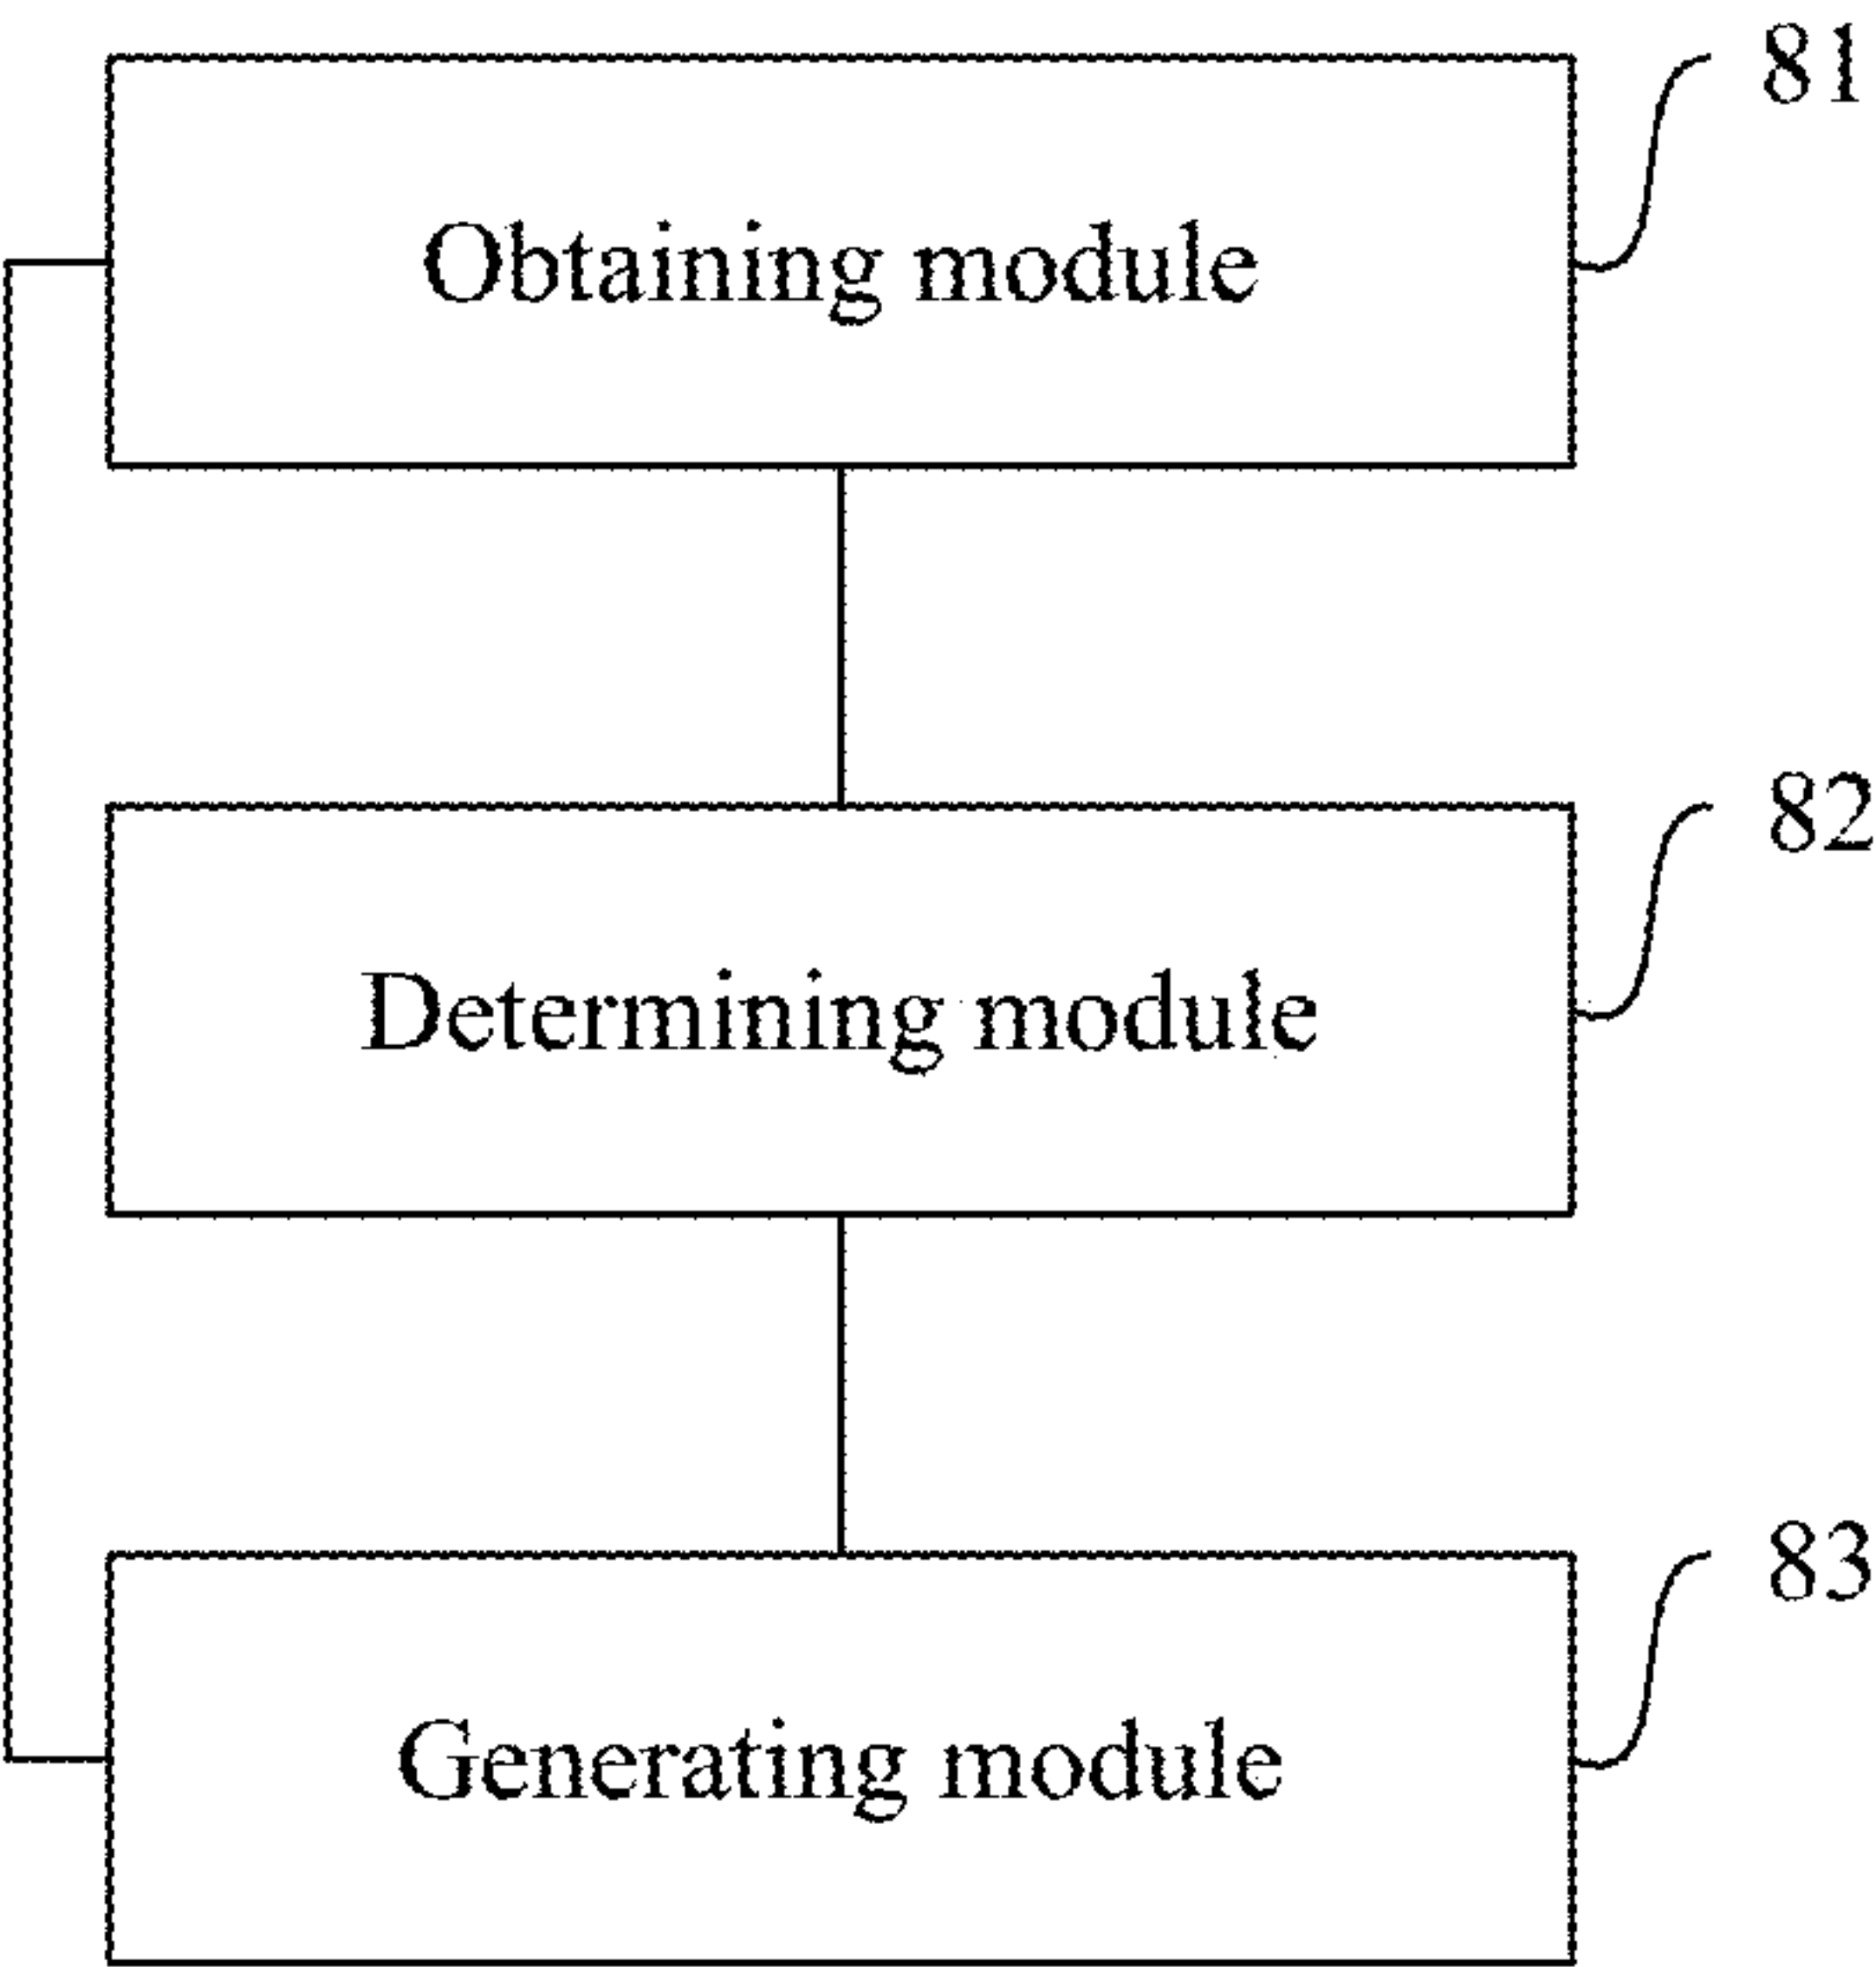 81
Obtaining module
82
Determining module
83
Generating module